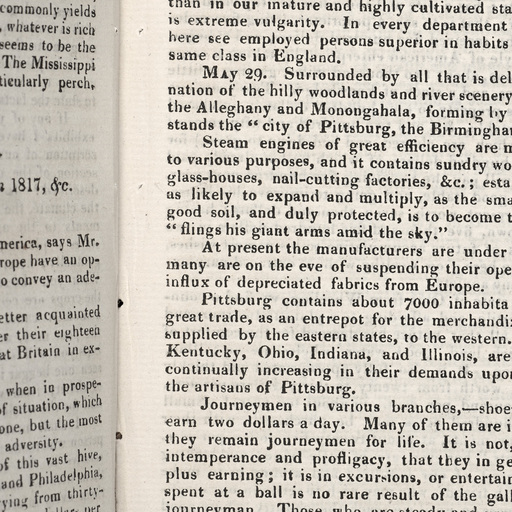 commonly yields
, whatever is rich
seems to be the
The Mississippi
ticularly perch,
1817, &c.
merica, says Mr.
rope have an op-
o convey an ade-
etter acquainted
er their eighteen
at Britain in ex-
when in prospe-
of situation, which
one, but the most
adversity.
of this vast hive,
and Philadelphia,
ying from thirty-
than in our mature and highly cultivated sta
is extreme vulgarity. In every department
here see employed persons superior in habits
same class in England.
MAY 29. Surrounded by all that is del
nation of the hilly woodlands and river scenery
the Alleghany and Monongahala, forming by
stands the “ city of Pittsburg, the Birmingha
Steam engines of great efficiency are m
to various purposes, and it contains sundry wo
glass-houses, nail-cutting factories, &c. ; esta
as likely to expand and multiply, as the sma
good soil, and duly protected, is to become t
“ flings his giant arms amid the sky.”
At present the manufacturers are under
many are on the eve of suspending their ope
influx of depreciated fabrics from Europe.
Pittsburg contains about 7000 inhabita
great trade, as an entrepot for the merchandi
supplied by the eastern states, to the western.
Kentucky, Ohio, Indiana, and Illinois, are
continually increasing in their demands upo
the artisans of Pittsburg.
Journeymen in various branches,—shoe
earn two dollars a day. Many of them are i
they remain journeymen for life. It is not,
intemperance and profligacy, that they in ge
plus earning ; it is in excursions, or entertai
spent at a ball is no rare result of the gall
journeyman. Those who are steady and